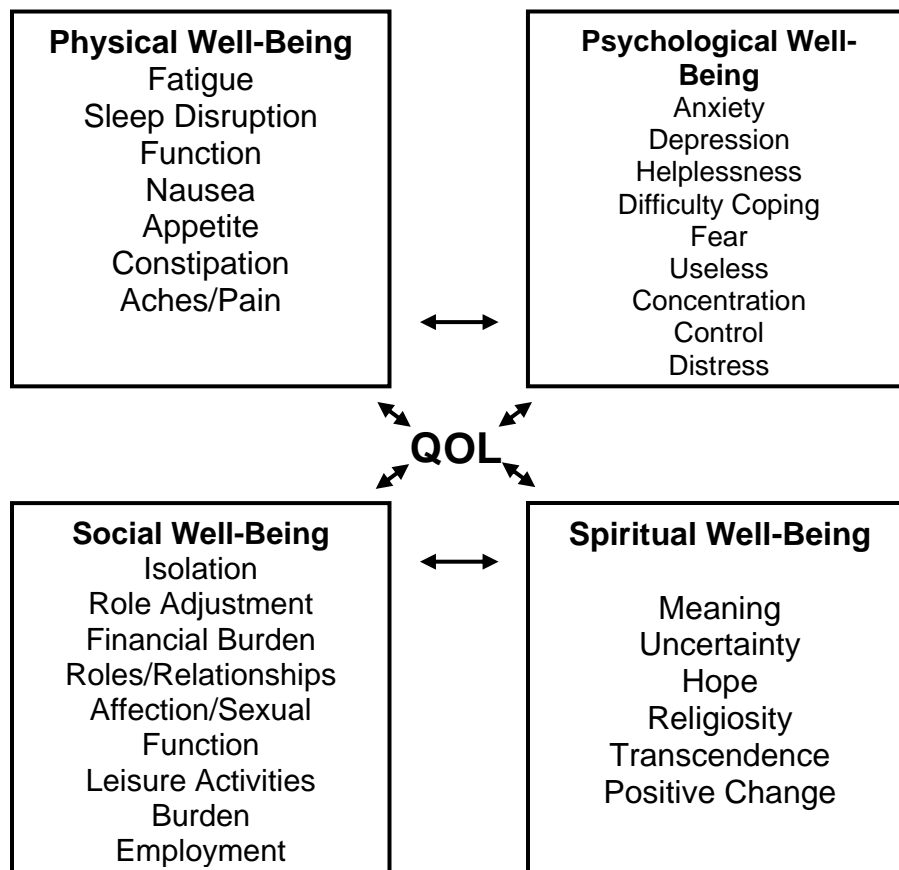 Physical Well-Being
Fatigue
Sleep Disruption
Function
Nausea
Appetite
Constipation
Aches/Pain
Psychological Well-
Being
Anxiety
Depression
Helplessness
Difficulty Coping
Fear
Useless
Concentration
Control
Distress
QOL
Social Well-Being
Isolation
Role Adjustment
Financial Burden
Roles/Relationships
Affection/Sexual
Function
Leisure Activities
Burden
Employment
Spiritual Well-Being
Meaning
Uncertainty
Hope
Religiosity
Transcendence
Positive Change